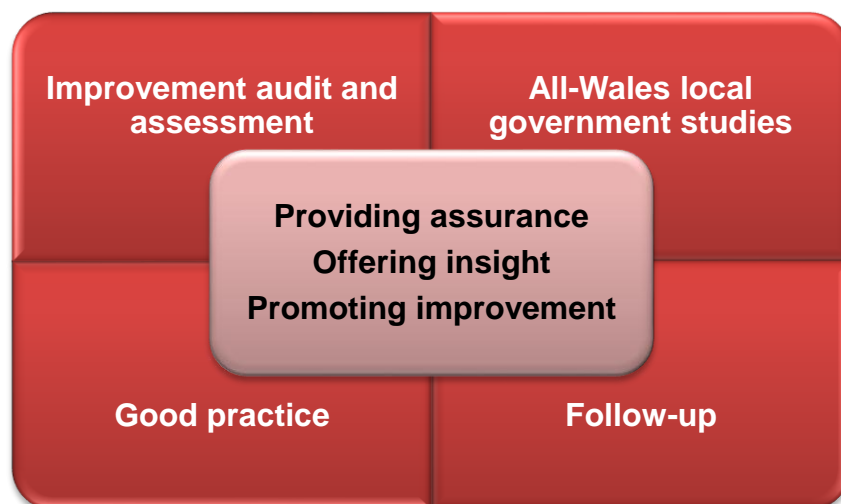 Improvement audit and
assessment
All-Wales local
government studies
Providing assurance
Offering insight
Promoting improvement
Good practice
Follow-up